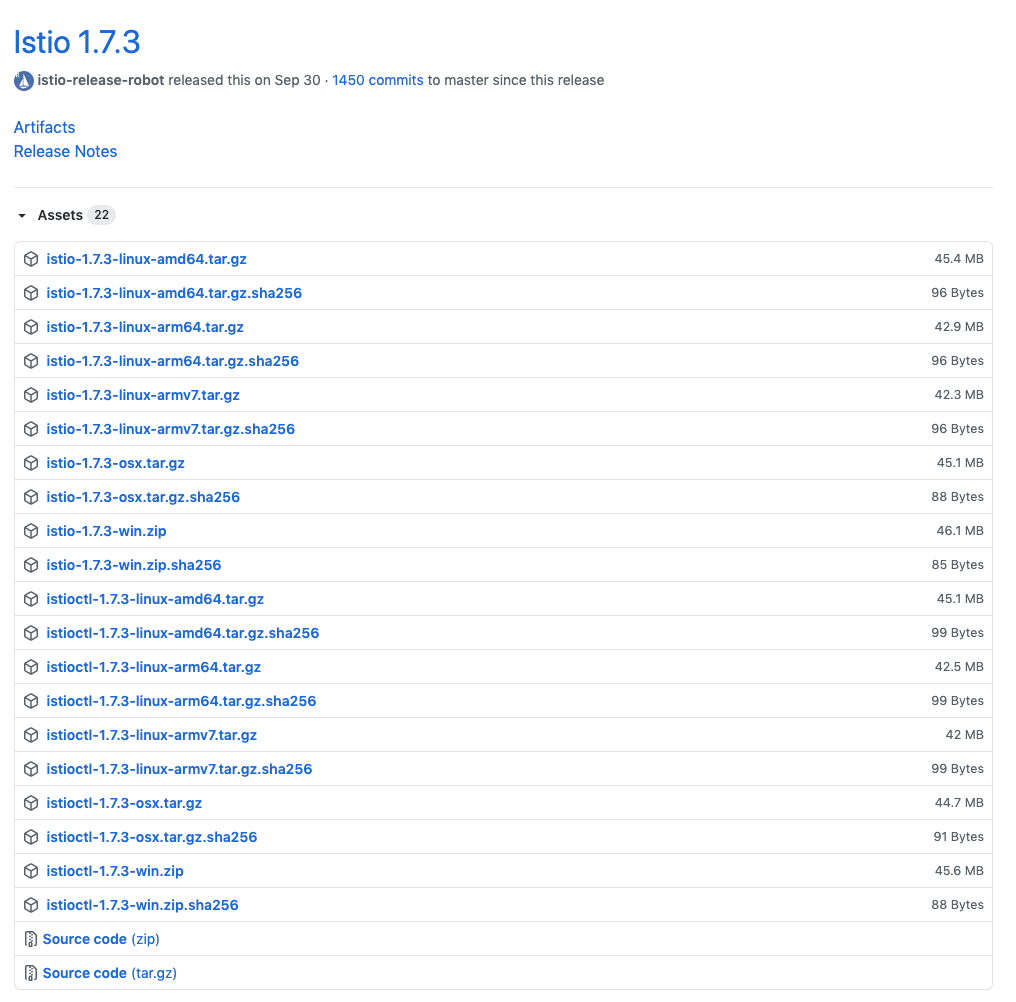 Istio 1.7.3
istio-release-robot released this on Sep 30 · 1450 commits to master since this release
Artifacts
Release Notes
Assets 22
istio-1.7.3-linux-amd64.tar.gz 45.4 MB
istio-1.7.3-linux-amd64.tar.gz.sha256 96 Bytes
istio-1.7.3-linux-arm64.tar.gz 42.9 MB
istio-1.7.3-linux-arm64.tar.gz.sha256 96 Bytes
istio-1.7.3-linux-armv7.tar.gz 42.3 MB
istio-1.7.3-linux-armv7.tar.gz.sha256 96 Bytes
istio-1.7.3-osx.tar.gz 45.1 MB
istio-1.7.3-osx.tar.gz.sha256 88 Bytes
istio-1.7.3-win.zip 46.1 MB
istio-1.7.3-win.zip.sha256 85 Bytes
istioctl-1.7.3-linux-amd64.tar.gz 45.1 MB
istioctl-1.7.3-linux-amd64.tar.gz.sha256 99 Bytes
istioctl-1.7.3-linux-arm64.tar.gz 42.5 MB
istioctl-1.7.3-linux-arm64.tar.gz.sha256 99 Bytes
istioctl-1.7.3-linux-armv7.tar.gz 42 MB
istioctl-1.7.3-linux-armv7.tar.gz.sha256 99 Bytes
istioctl-1.7.3-osx.tar.gz 44.7 MB
istioctl-1.7.3-osx.tar.gz.sha256 91 Bytes
istioctl-1.7.3-win.zip 45.6 MB
istioctl-1.7.3-win.zip.sha256 88 Bytes
Source code (zip)
Source code (tar.gz)